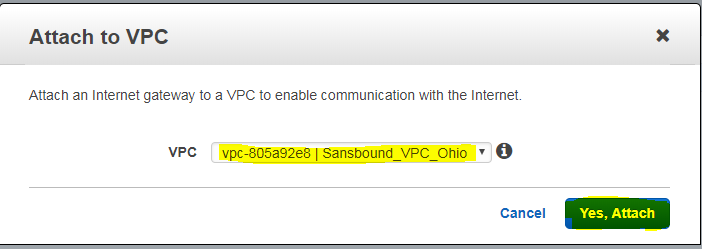 Attach to VPC
Attach an Internet gateway to a VPC to enable communication with the Internet.
VPC vpc-805a92e8 | Sansbound_VPC_Ohio
Cancel Yes, Attach